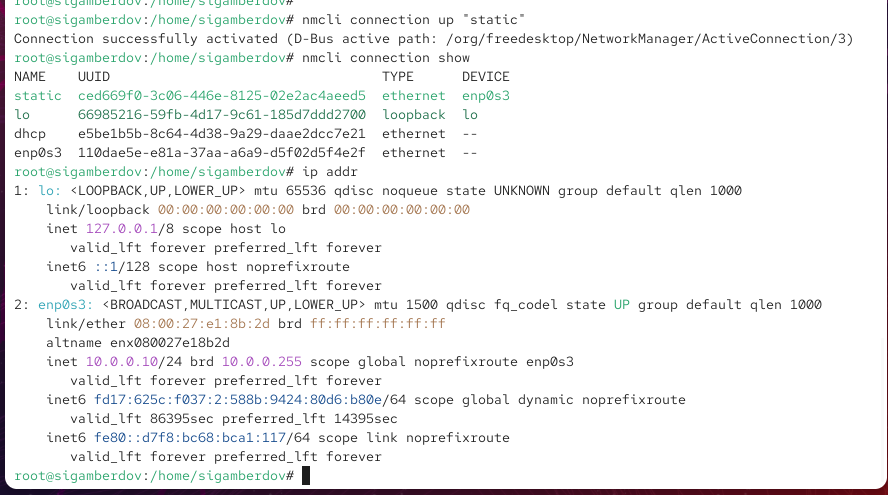 root@sigamberdov:/home/sigamberdov#
root@sigamberdov:/home/sigamberdov# nmcli connection up "static"
Connection successfully activated (D-Bus active path: /org/freedesktop/NetworkManager/ActiveConnection/3)
root@sigamberdov:/home/sigamberdov# nmcli connection show
NAME    UUID                                  TYPE      DEVICE
static  ced669f0-3c06-446e-8125-02e2ac4aeed5  ethernet  enp0s3
lo      66985216-59fb-4d17-9c61-185d7ddd2700  loopback  lo
dhcp    e5be1b5b-8c64-4d38-9a29-daae2dcc7e21  ethernet  --
enp0s3  110dae5e-e81a-37aa-a6a9-d5f02d5f4e2f  ethernet  --
root@sigamberdov:/home/sigamberdov# ip addr
1: lo: <LOOPBACK,UP,LOWER_UP> mtu 65536 qdisc noqueue state UNKNOWN group default qlen 1000
    link/loopback 00:00:00:00:00:00 brd 00:00:00:00:00:00
    inet 127.0.0.1/8 scope host lo
       valid_lft forever preferred_lft forever
    inet6 ::1/128 scope host noprefixroute
       valid_lft forever preferred_lft forever
2: enp0s3: <BROADCAST,MULTICAST,UP,LOWER_UP> mtu 1500 qdisc fq_codel state UP group default qlen 1000
    link/ether 08:00:27:e1:8b:2d brd ff:ff:ff:ff:ff:ff
    altname enx080027e18b2d
    inet 10.0.0.10/24 brd 10.0.0.255 scope global noprefixroute enp0s3
       valid_lft forever preferred_lft forever
    inet6 fd17:625c:f037:2:588b:9424:80d6:b80e/64 scope global dynamic noprefixroute
       valid_lft 86395sec preferred_lft 14395sec
    inet6 fe80::d7f8:bc68:bca1:117/64 scope link noprefixroute
       valid_lft forever preferred_lft forever
root@sigamberdov:/home/sigamberdov#